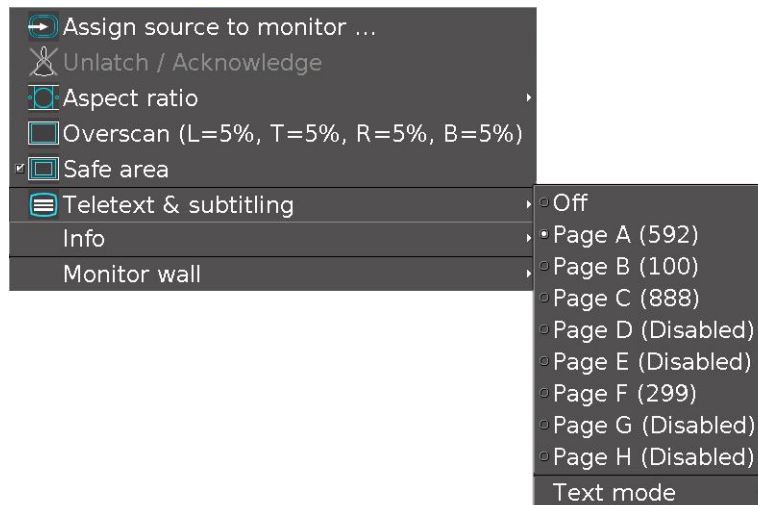 Assign source to monitor ...
Unlatch / Acknowledge
Aspect ratio
Overscan (L=5%, T=5%, R=5%, B=5%)
Safe area
Teletext & subtitling
Info
Monitor wall
Off
Page A (592)
Page B (100)
Page C (888)
Page D (Disabled)
Page E (Disabled)
Page F (299)
Page G (Disabled)
Page H (Disabled)
Text mode